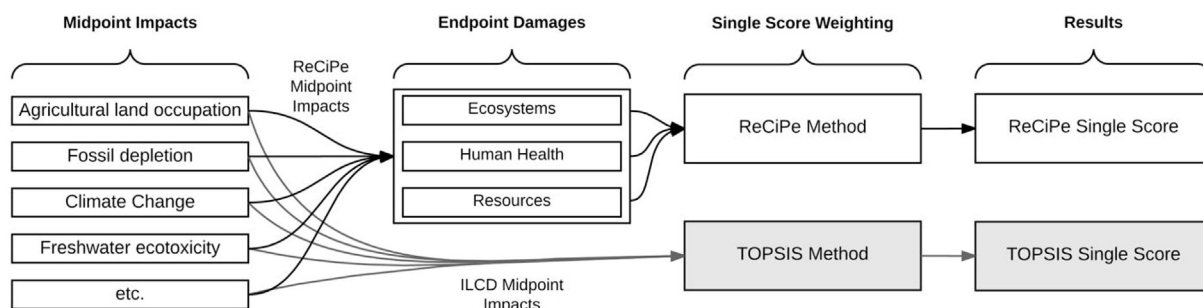 Midpoint Impacts
Endpoint Damages
Single Score Weighting
Results
ReCiPe
Midpoint
Impacts
Agricultural land occupation
Fossil depletion
Climate Change
Freshwater ecotoxicity
etc.
Ecosystems
Human Health
Resources
ReCiPe Method
ReCiPe Single Score
TOPSIS Method
TOPSIS Single Score
ILCD Midpoint
Impacts